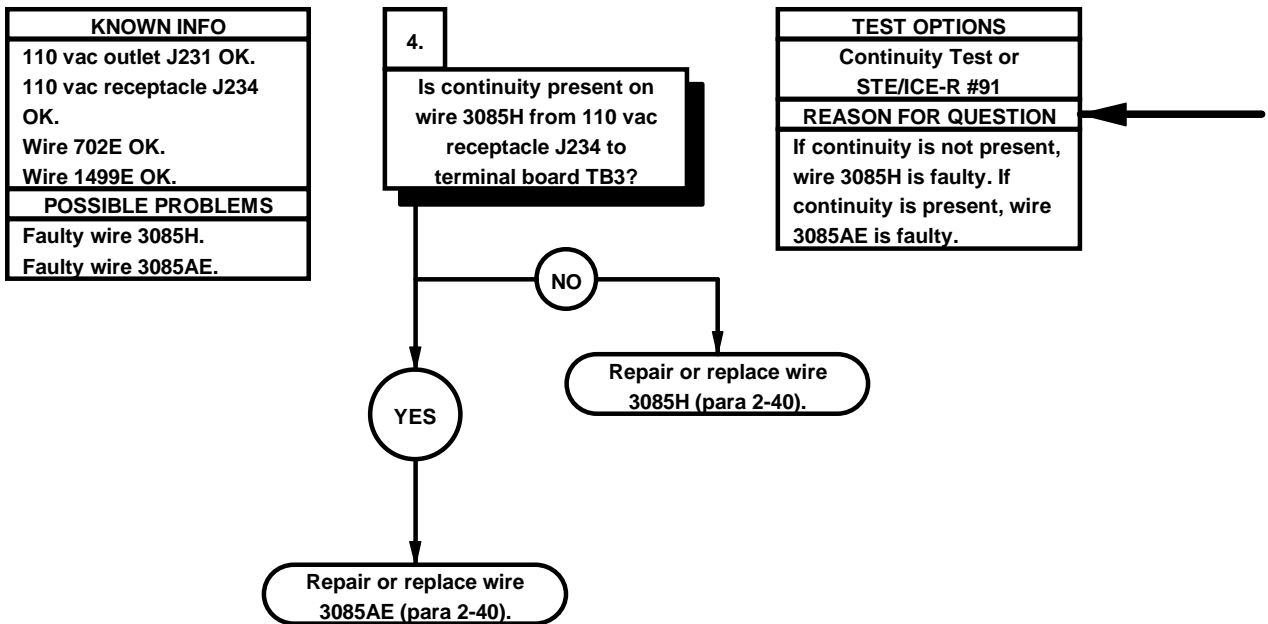 KNOWN INFO
110 vac outlet J231 OK.
110 vac receptacle J234
OK.
Wire 702E OK.
Wire 1499E OK.
POSSIBLE PROBLEMS
Faulty wire 3085H.
Faulty wire 3085AE.
4.
Is continuity present on
wire 3085H from 110 vac
receptacle J234 to
terminal board TB3?
TEST OPTIONS
Continuity Test or
STE/ICE-R #91
REASON FOR QUESTION
If continuity is not present,
wire 3085H is faulty. If
continuity is present, wire
3085AE is faulty.
NO
Repair or replace wire
3085H (para 2-40).
YES
Repair or replace wire
3085AE (para 2-40).